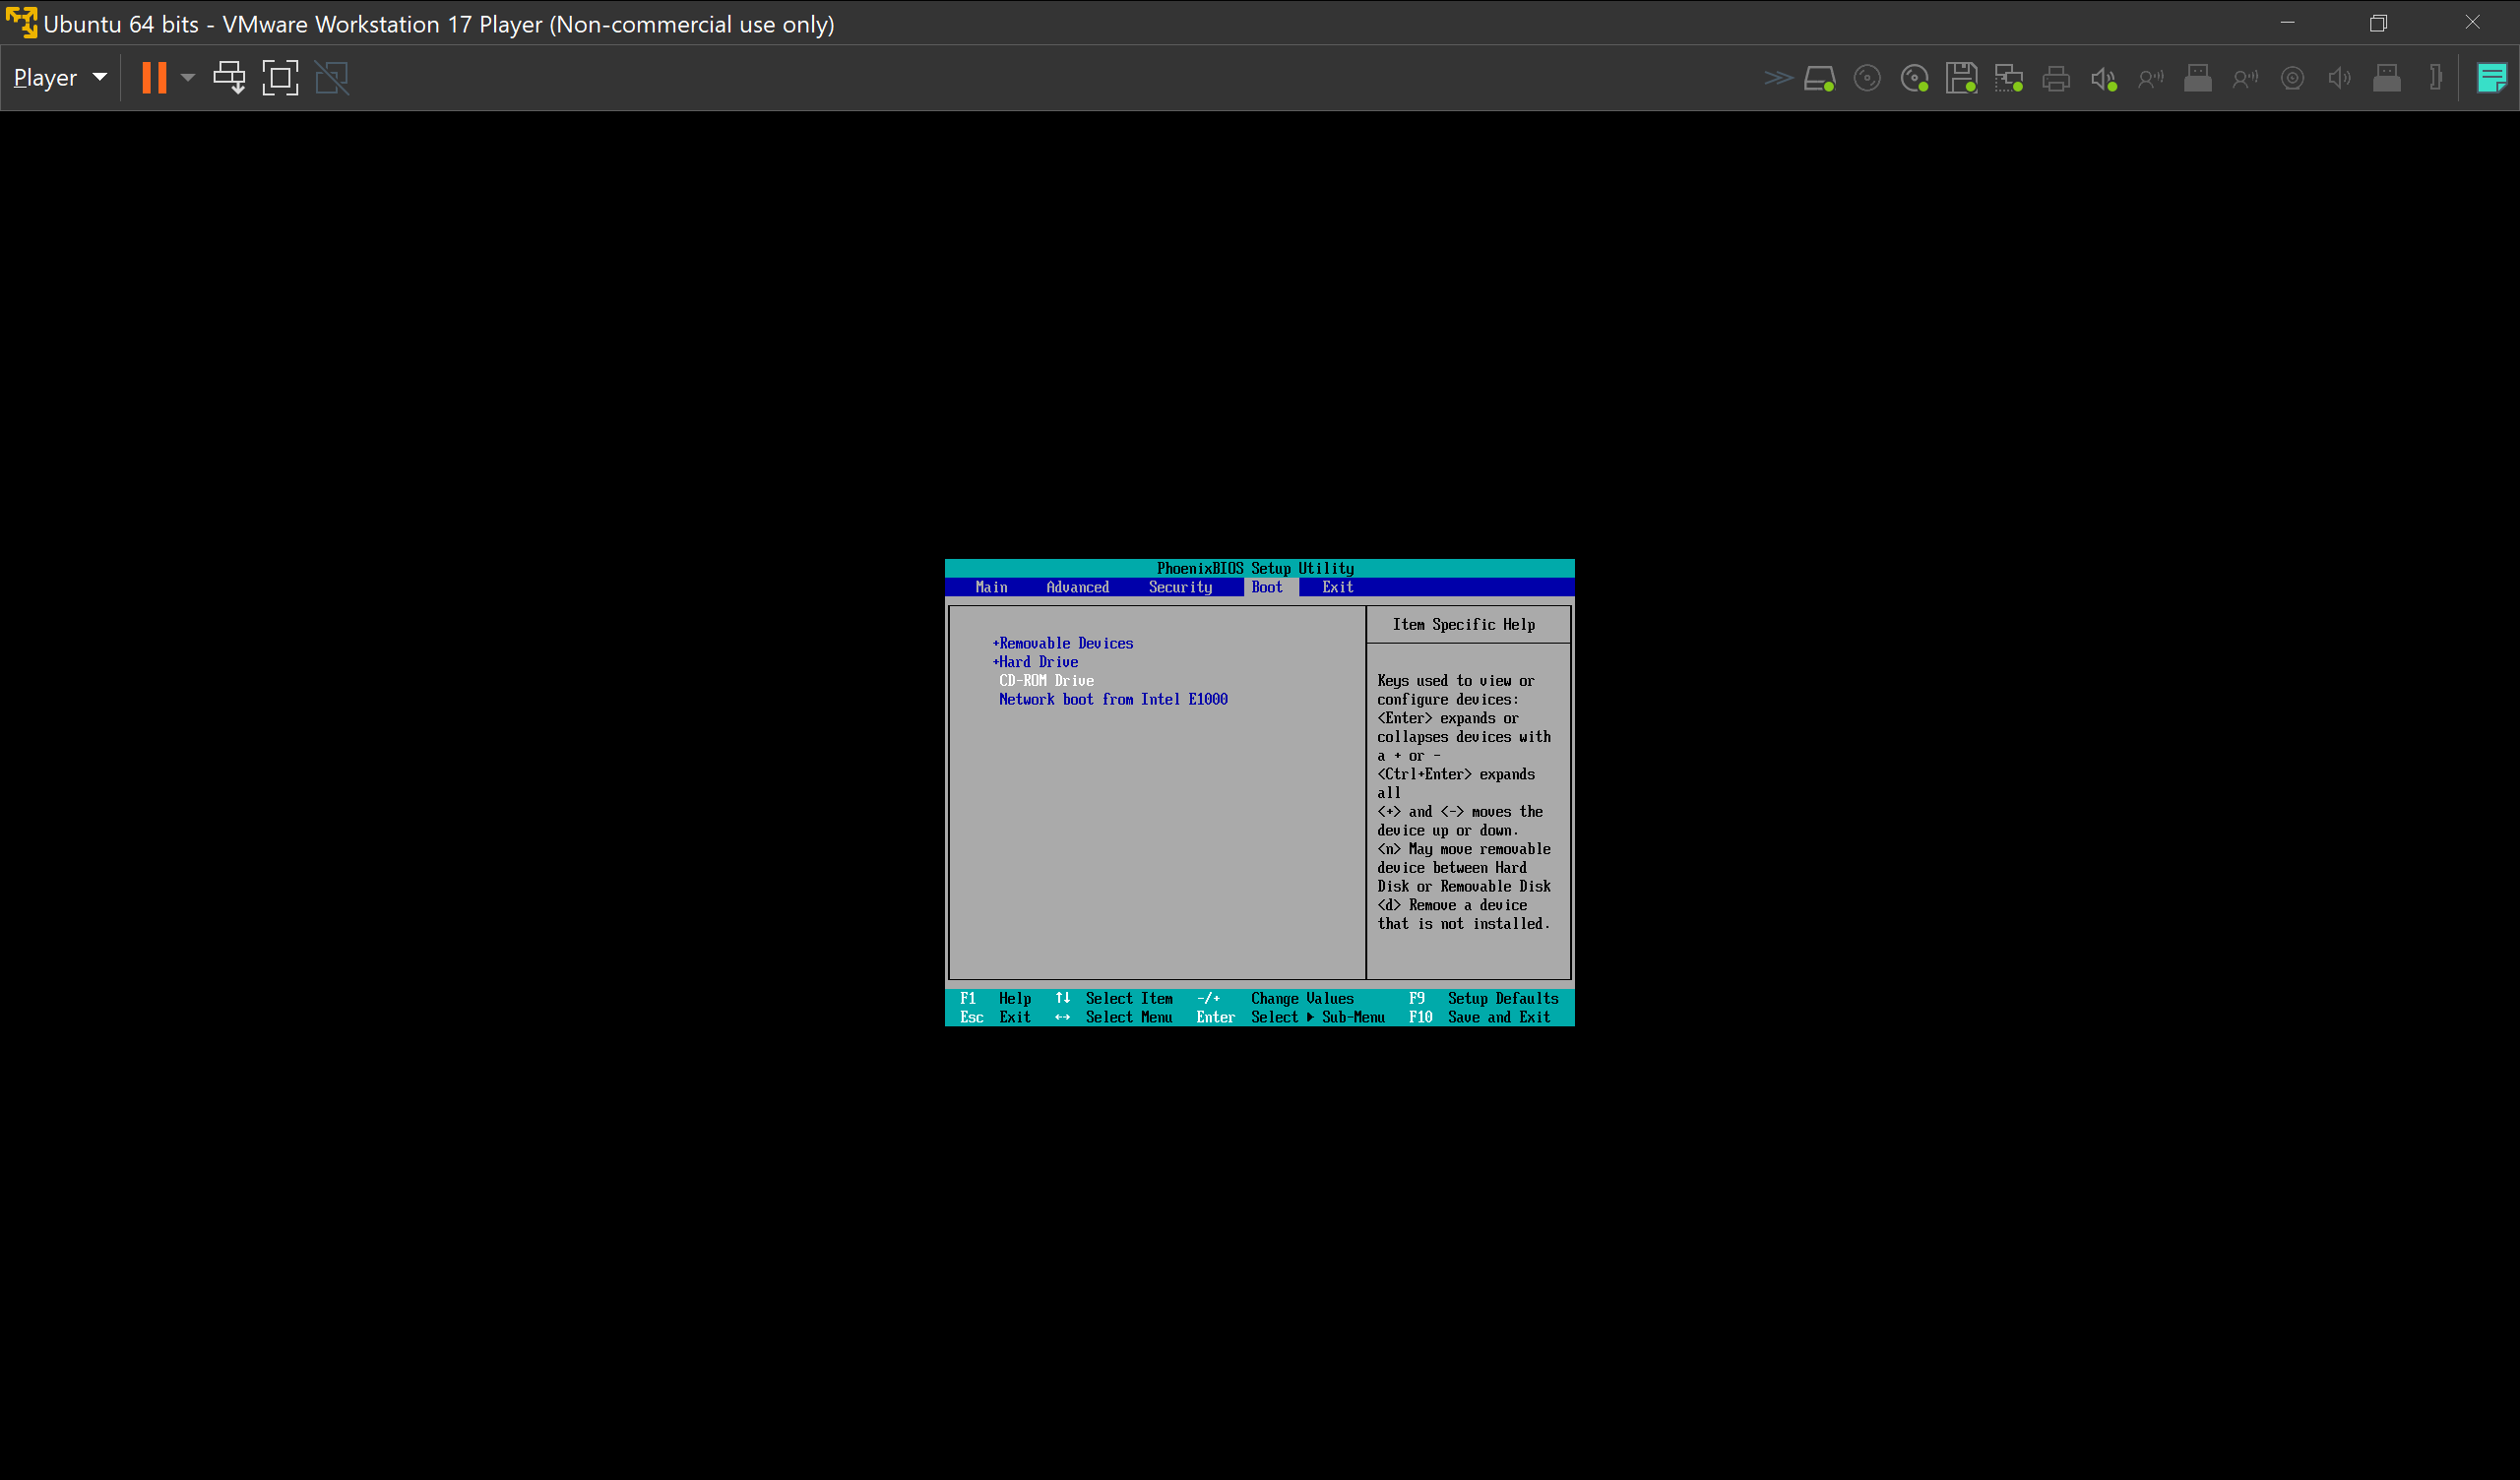 Ubuntu 64 bits - VMware Workstation 17 Player (Non-commercial use only)
Player
PhoenixBIOS Setup Utility
Main Advanced Security Boot Exit
+Removable Devices
+Hard Drive
CD-ROM Drive
Network boot from Intel E1000
Item Specific Help
Keys used to view or
configure devices:
<Enter> expands or
collapses devices with
a + or -
<Ctrl+Enter> expands
all
<+> and <-> moves the
device up or down.
<n> May move removable
device between Hard
Disk or Removable Disk
<d> Remove a device
that is not installed.
F1 Help ↑↓ Select Item -/+ Change Values F9 Setup Defaults
Esc Exit ↔ Select Menu Enter Select ▶ Sub-Menu F10 Save and Exit